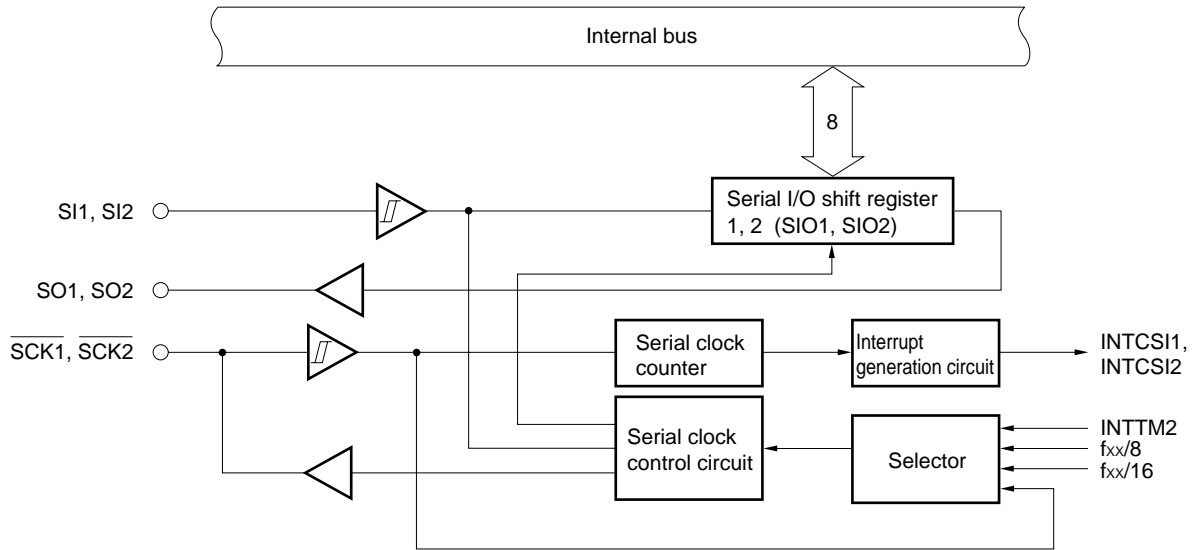 Internal bus
8
SI1, SI2
Serial I/O shift register
1, 2 (SIO1, SIO2)
SO1, SO2
SCK1, SCK2
Serial clock
counter
Interrupt
generation circuit
INTCSI1,
INTCSI2
Serial clock
control circuit
Selector
INTTM2
fxx/8
fxx/16